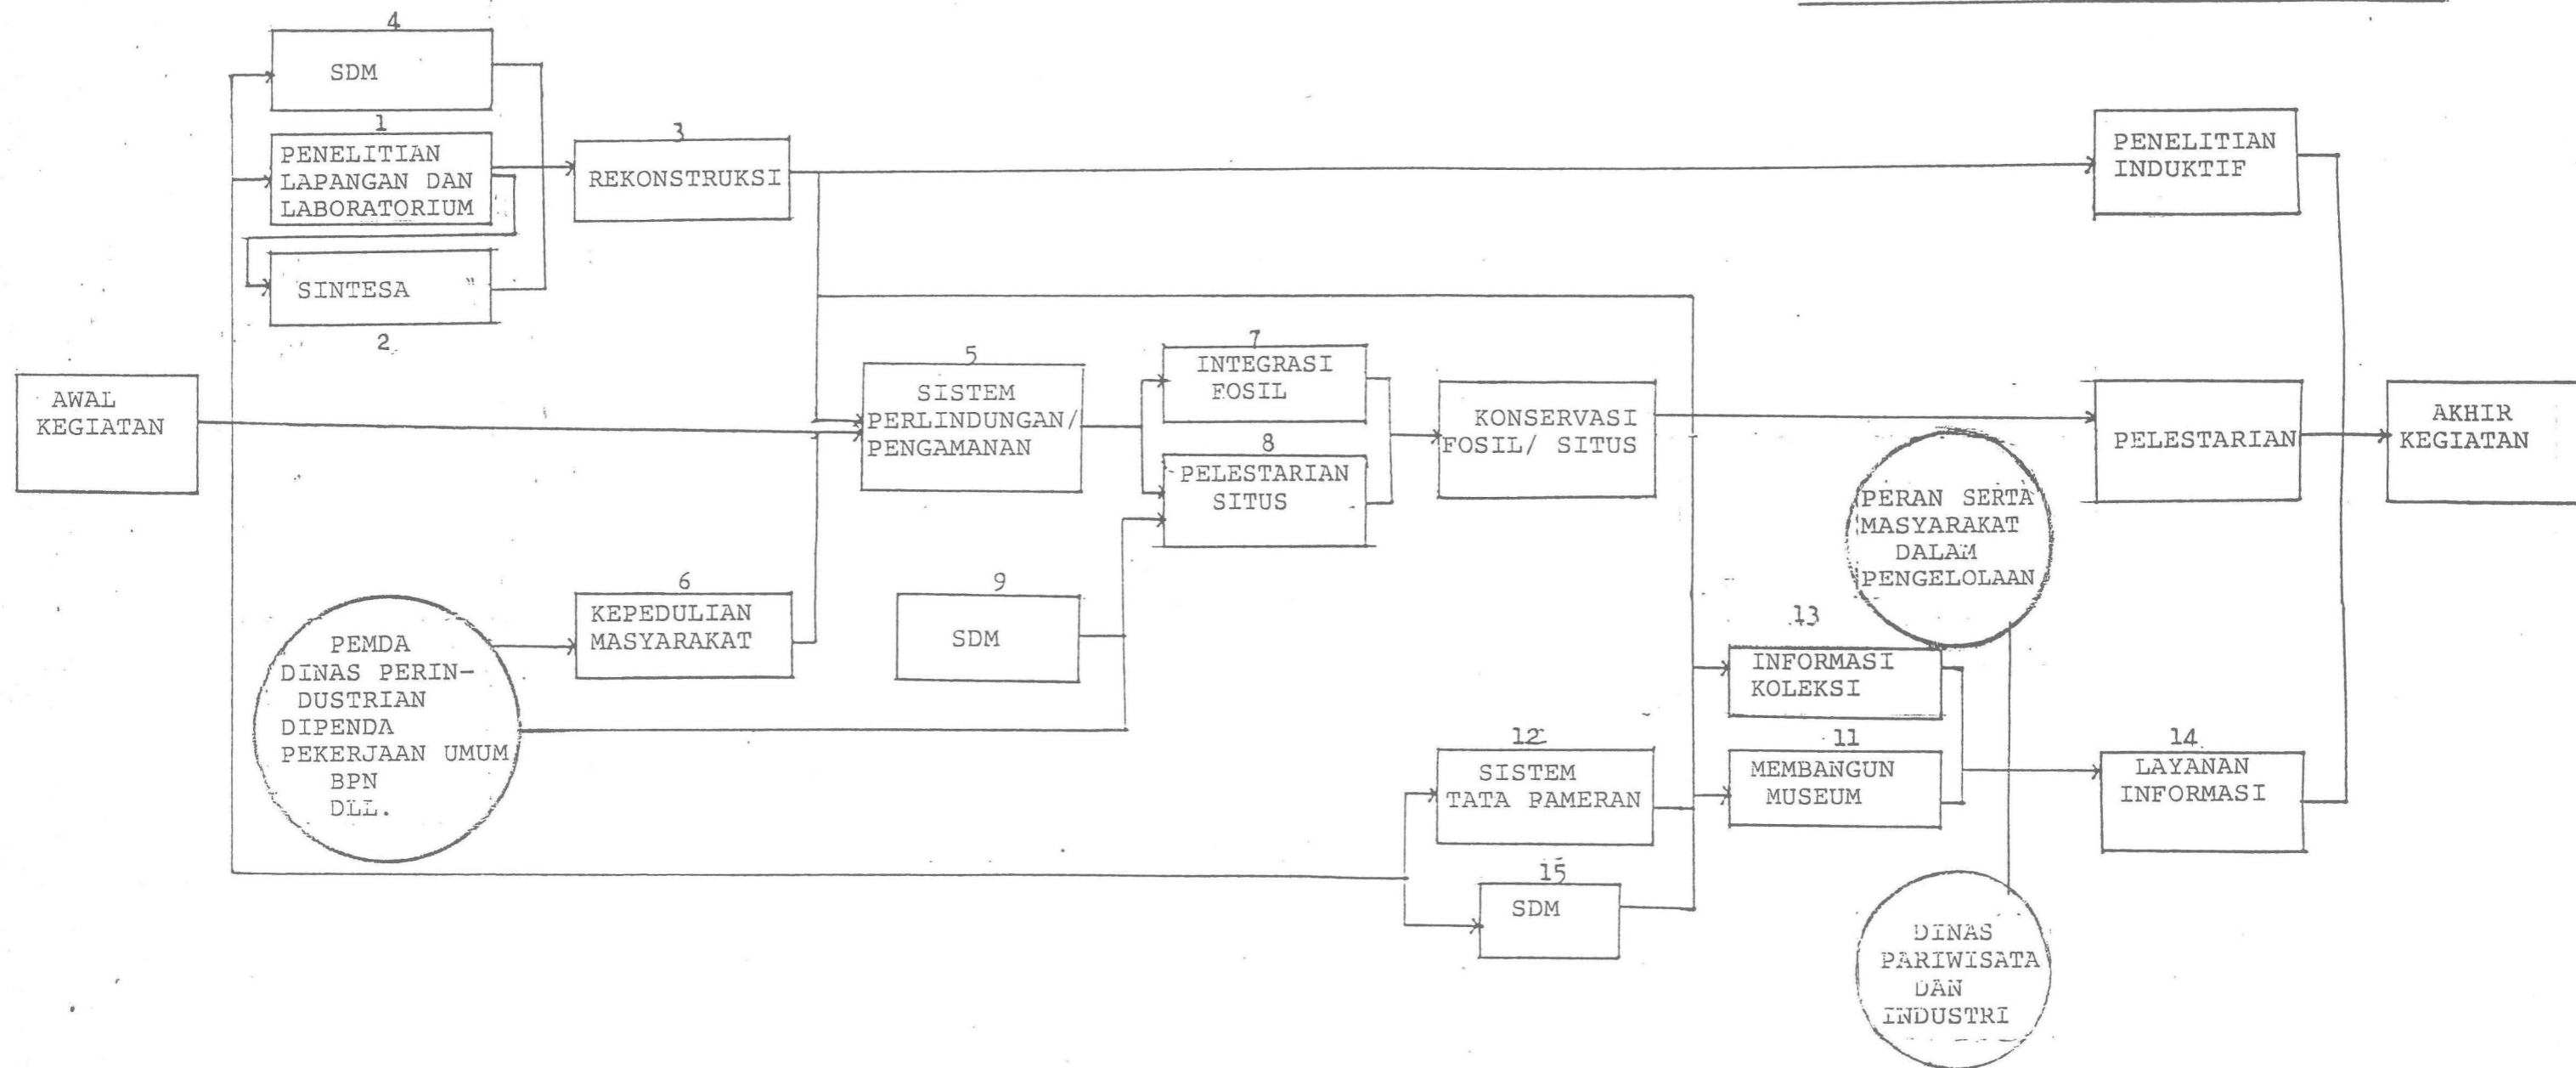 4
SDM
1
PENELITIAN
LAPANGAN DAN
LABORATORIUM
SINTESA
2
3
REKONSTRUKSI
PENELITIAN
INDUKTIF
AWAL
KEGIATAN
5
SISTEM
PERLINDUNGAN/
PENGAMANAN
7
INTEGRASI
FOSIL
8
PELESTARIAN
SITUS
KONSERVASI
FOSIL/ SITUS
PELESTARIAN
AKHIR
KEGIATAN
PERAN SERTA
MASYARAKAT
DALAM
PENGELOLAAN
PEMDA
DINAS PERIN-
DUSTRIAN
DIPENDA
PEKERJAAN UMUM
BPN
DLL.
6
KEPEDULIAN
MASYARAKAT
9
SDM
13
INFORMASI
KOLEKSI
12
SISTEM
TATA PAMERAN
11
MEMBANGUN
MUSEUM
14
LAYANAN
INFORMASI
15
SDM
DINAS
PARIWISATA
DAN
INDUSTRI